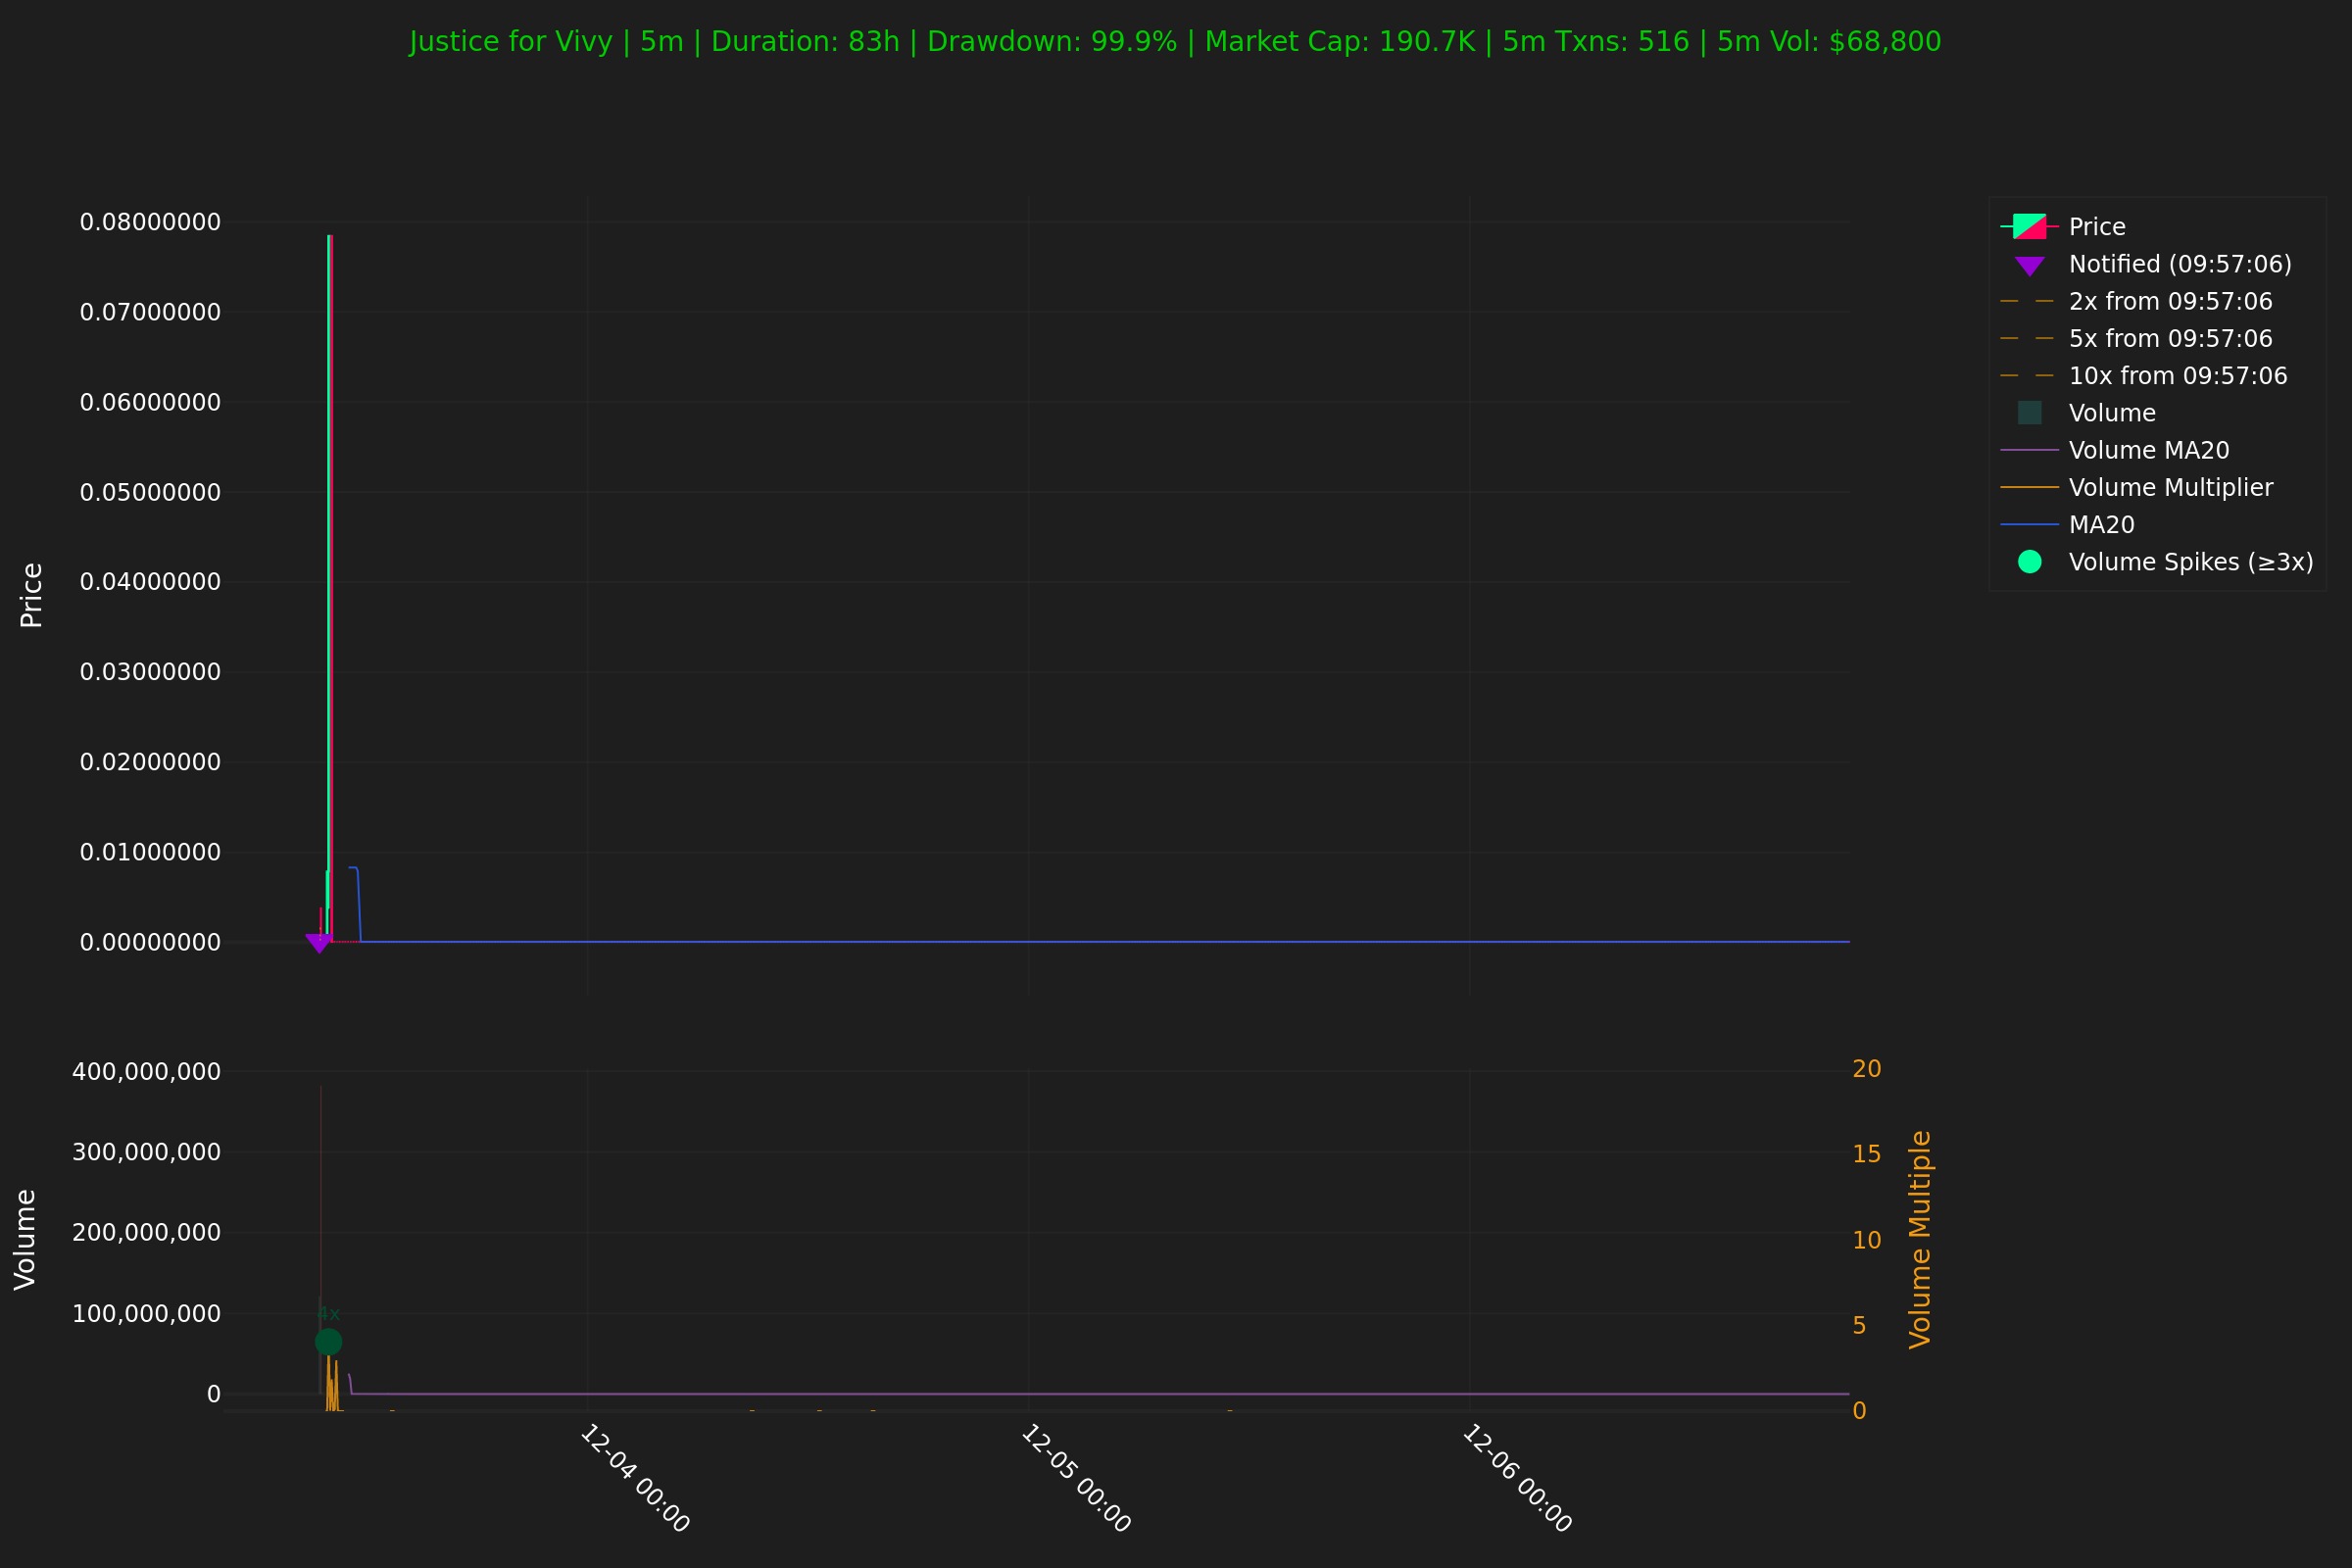 Justice for Vivy | 5m | Duration: 83h | Drawdown: 99.9% | Market Cap: 190.7K | 5m Txns: 516 | 5m Vol: $68,800
Price
0.08000000
0.07000000
0.06000000
0.05000000
0.04000000
0.03000000
0.02000000
0.01000000
0.00000000
Price
Notified (09:57:06)
2x from 09:57:06
5x from 09:57:06
10x from 09:57:06
Volume
Volume MA20
Volume Multiplier
MA20
Volume Spikes (≥3x)
Volume
400,000,000
300,000,000
200,000,000
100,000,000
0
4x
20
15
10
5
0
Volume Multiple
12-04 00:00
12-05 00:00
12-06 00:00